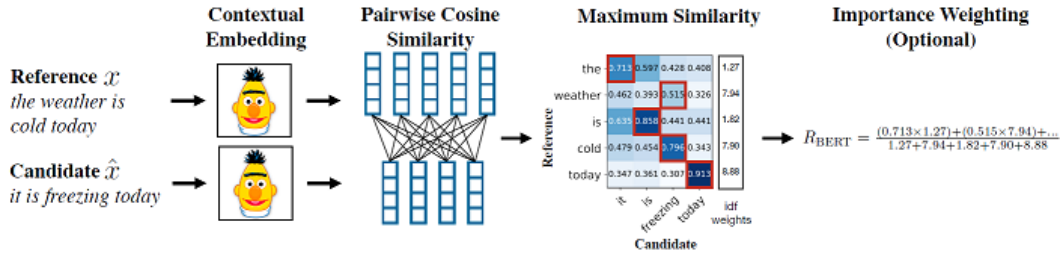 Contextual
Embedding
Pairwise Cosine
Similarity
Maximum Similarity
Importance Weighting
(Optional)
Reference x
the weather is
cold today
Candidate x̂
it is freezing today
Reference
the 0.713 0.597 0.428 0.408 1.27
weather 0.462 0.393 0.515 0.326 7.94
is 0.635 0.858 0.441 0.441 1.82
cold 0.479 0.454 0.796 0.343 7.90
today 0.347 0.361 0.307 0.913 8.88
it is freezing today
idf
weights
Candidate
R_BERT = (0.713×1.27)+(0.515×7.94)+... / 1.27+7.94+1.82+7.90+8.88